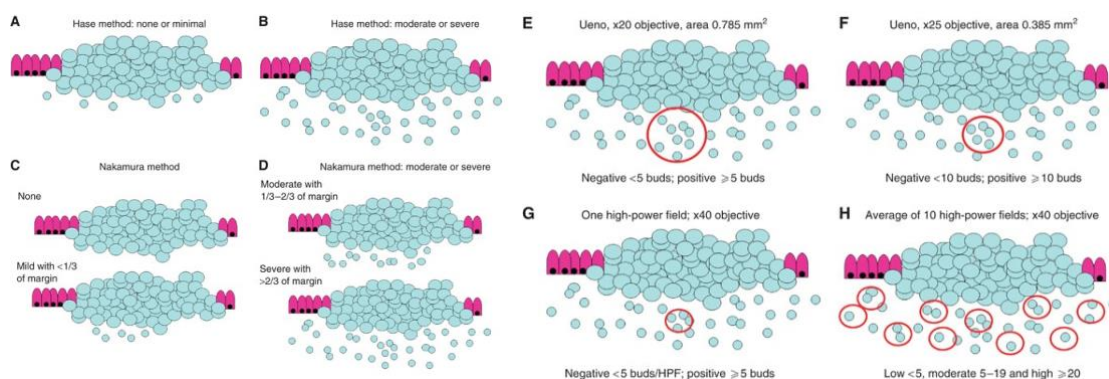 A
Hase method: none or minimal
B
Hase method: moderate or severe
C
Nakamura method
None
Mild with <1/3
of margin
D
Nakamura method: moderate or severe
Moderate with
1/3–2/3 of margin
Severe with
>2/3 of margin
E
Ueno, x20 objective, area 0.785 mm²
Negative <5 buds; positive ⩾5 buds
F
Ueno, x25 objective, area 0.385 mm²
Negative <10 buds; positive ⩾10 buds
G
One high-power field; x40 objective
Negative <5 buds/HPF; positive ⩾5 buds
H
Average of 10 high-power fields; x40 objective
Low <5, moderate 5–19 and high ⩾20